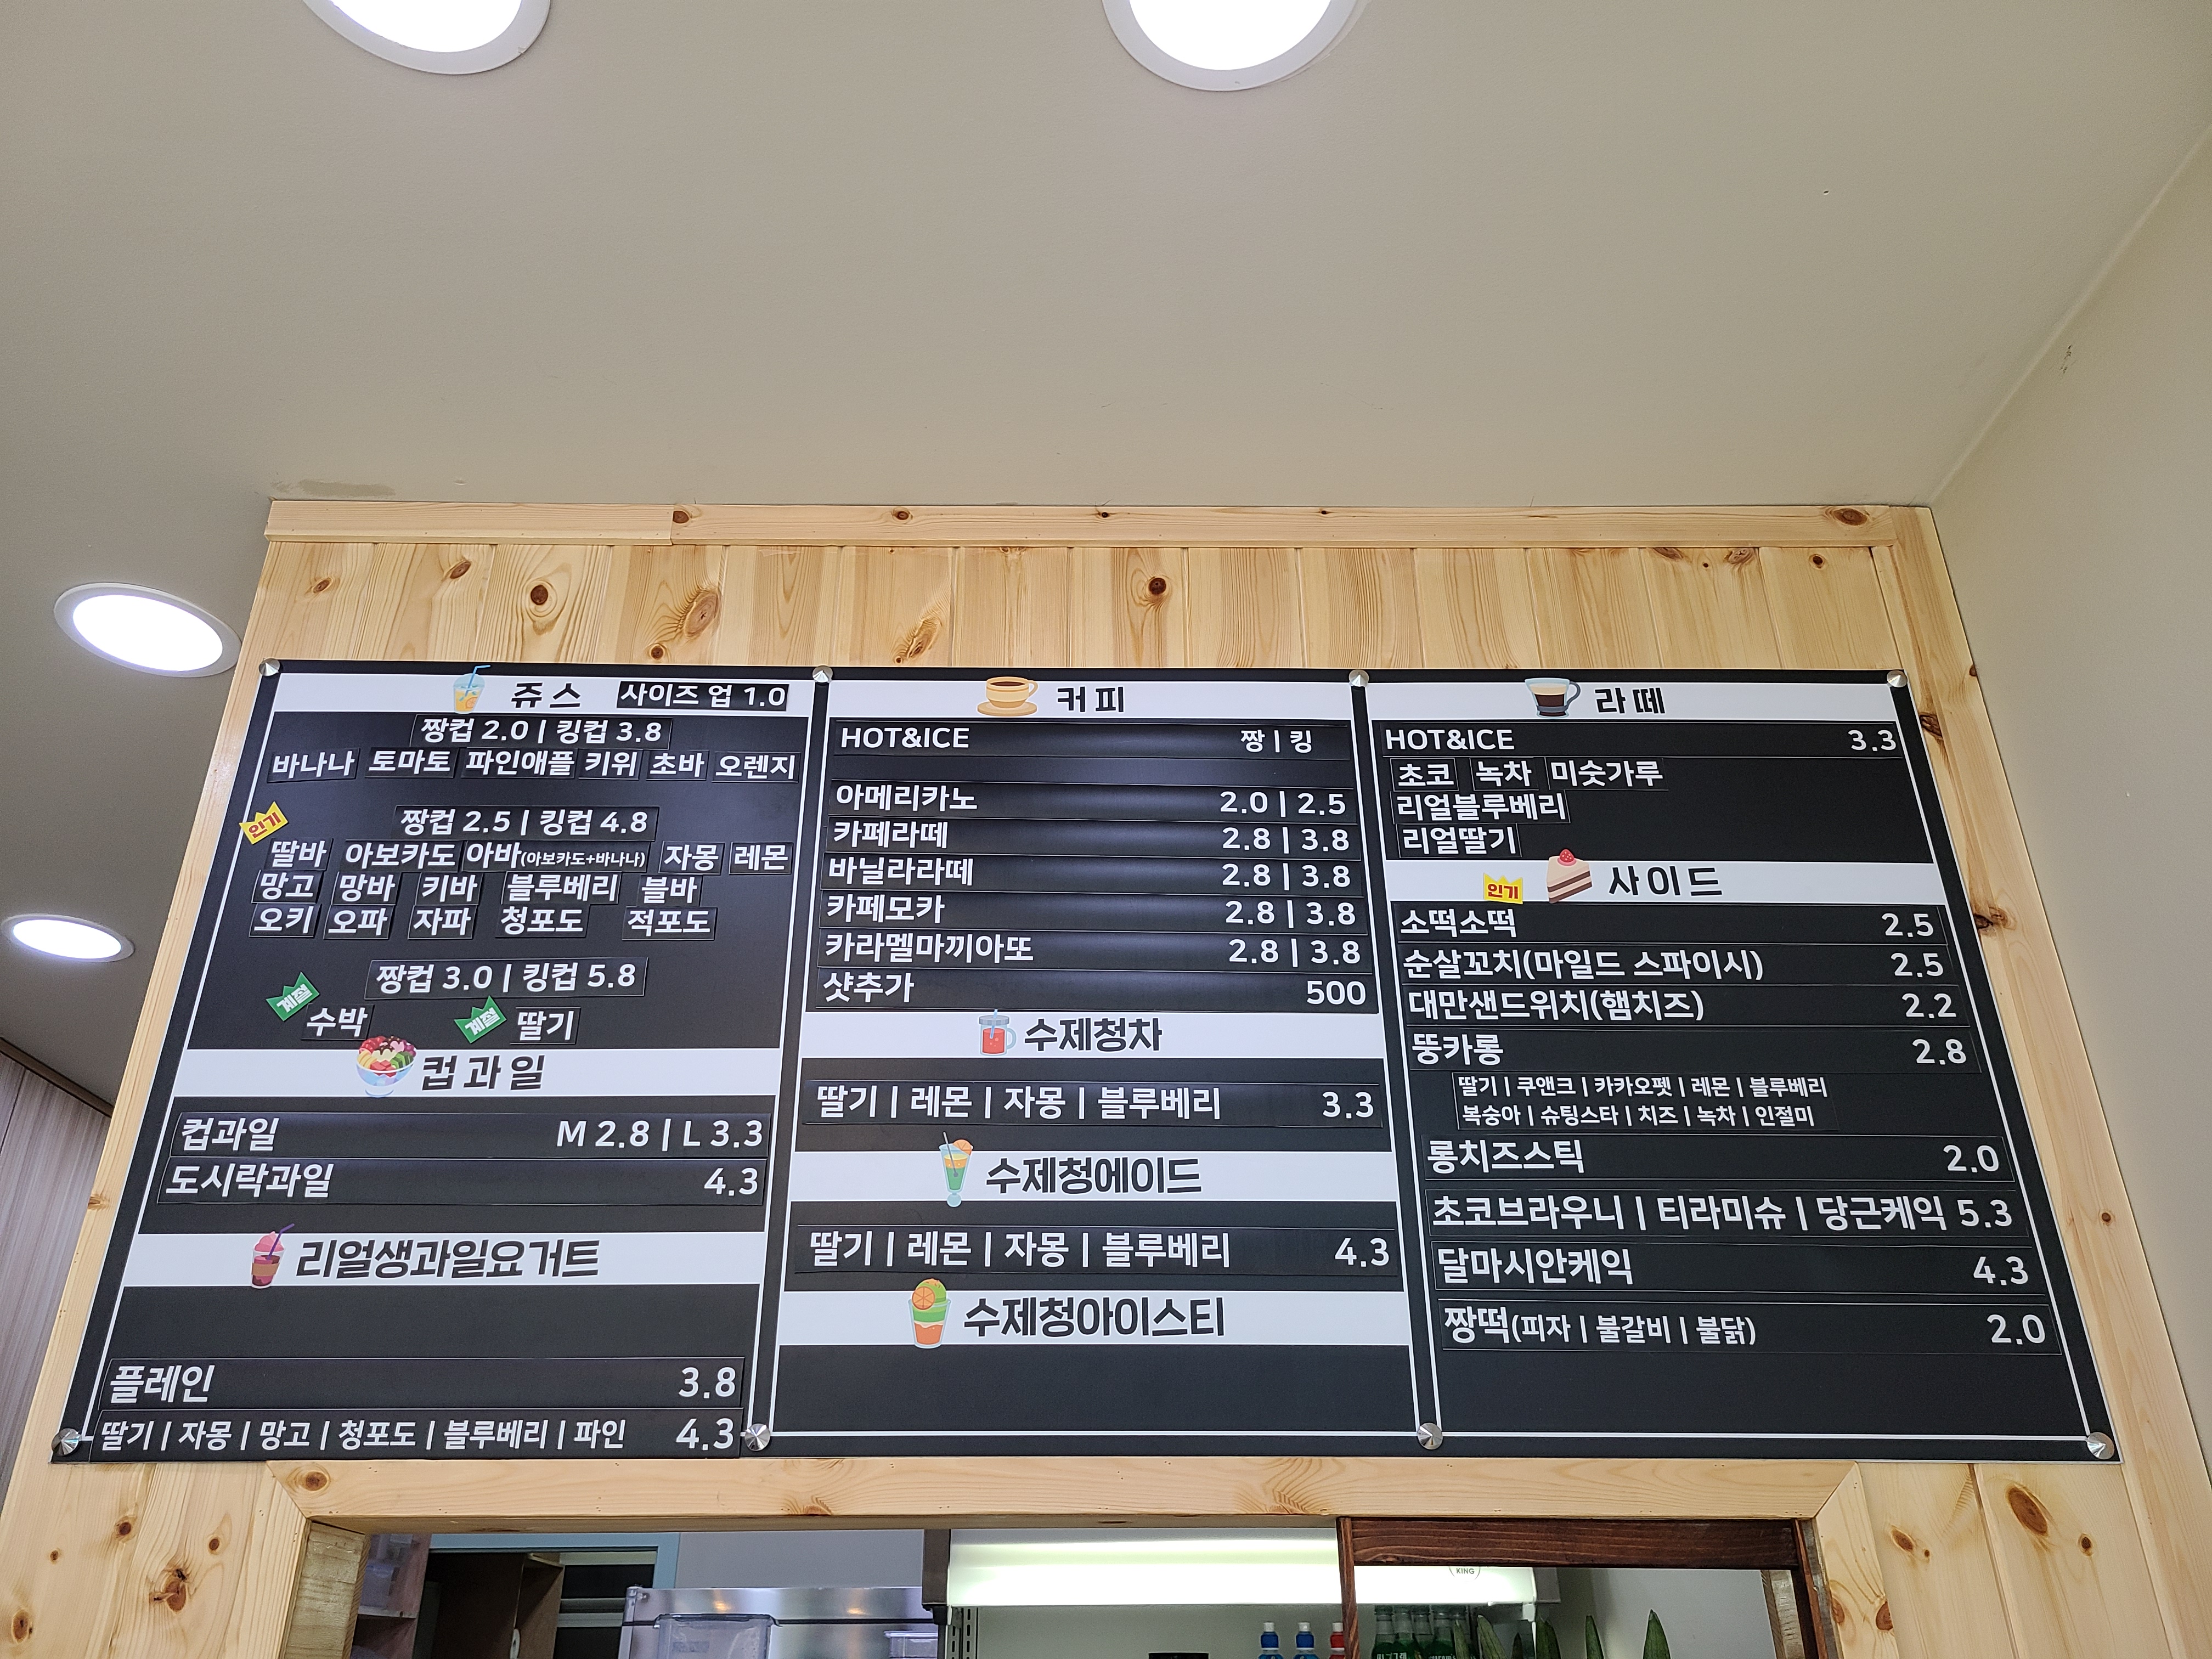 쥬스 사이즈 업 1.0
짱컵 2.0 | 킹컵 3.8
바나나 토마토 파인애플 키위 초바 오렌지
인기
짱컵 2.5 | 킹컵 4.8
딸바 아보카도 아바(아보카도+바나나) 자몽 레몬
망고 망바 키바 블루베리 블바
오키 오파 자파 청포도 적포도
짱컵 3.0 | 킹컵 5.8
계절 수박 계절 딸기
컵과일
컵과일 M 2.8 | L 3.3
도시락과일 4.3
리얼생과일요거트
플레인 3.8
딸기 | 자몽 | 망고 | 청포도 | 블루베리 | 파인 4.3
커피
HOT&ICE 짱 | 킹
아메리카노 2.0 | 2.5
카페라떼 2.8 | 3.8
바닐라라떼 2.8 | 3.8
카페모카 2.8 | 3.8
카라멜마끼아또 2.8 | 3.8
샷추가 500
수제청차
딸기 | 레몬 | 자몽 | 블루베리 3.3
수제청에이드
딸기 | 레몬 | 자몽 | 블루베리 4.3
수제청아이스티
라떼
HOT&ICE 3.3
초코 녹차 미숫가루
리얼블루베리
리얼딸기
인기 사이드
소떡소떡 2.5
순살꼬치(마일드 스파이시) 2.5
대만샌드위치(햄치즈) 2.2
뚱카롱 2.8
딸기 | 쿠앤크 | 카카오펫 | 레몬 | 블루베리
복숭아 | 슈팅스타 | 치즈 | 녹차 | 인절미
롱치즈스틱 2.0
초코브라우니 | 티라미슈 | 당근케익 5.3
달마시안케익 4.3
짱떡(피자 | 불갈비 | 불닭) 2.0
KING